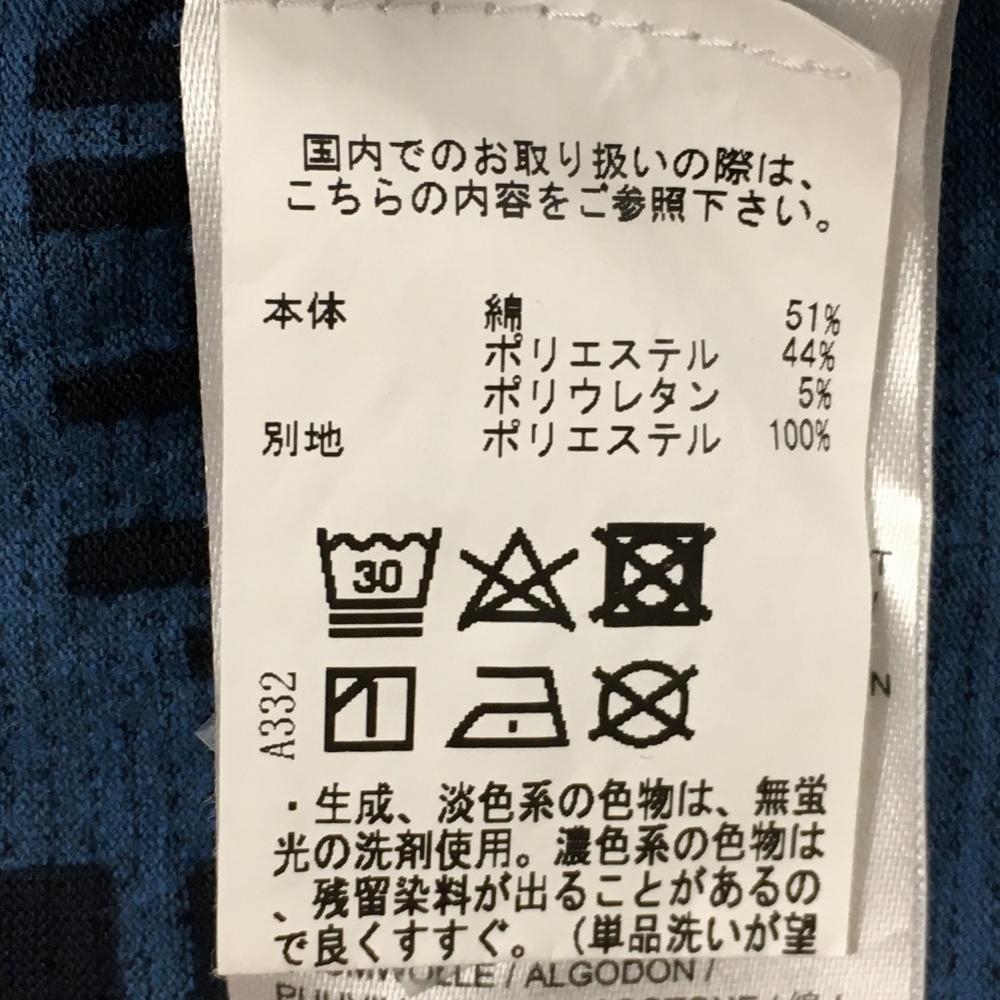 国内でのお取り扱いの際は、
こちらの内容をご参照下さい。
本体 綿 51%
ポリエステル 44%
ポリウレタン 5%
別地 ポリエステル 100%
30
A332
・生成、淡色系の色物は、無蛍
光の洗剤使用。濃色系の色物は
、残留染料が出ることがあるの
で良くすすぐ。（単品洗いが望
T
N
/ ALGODON /